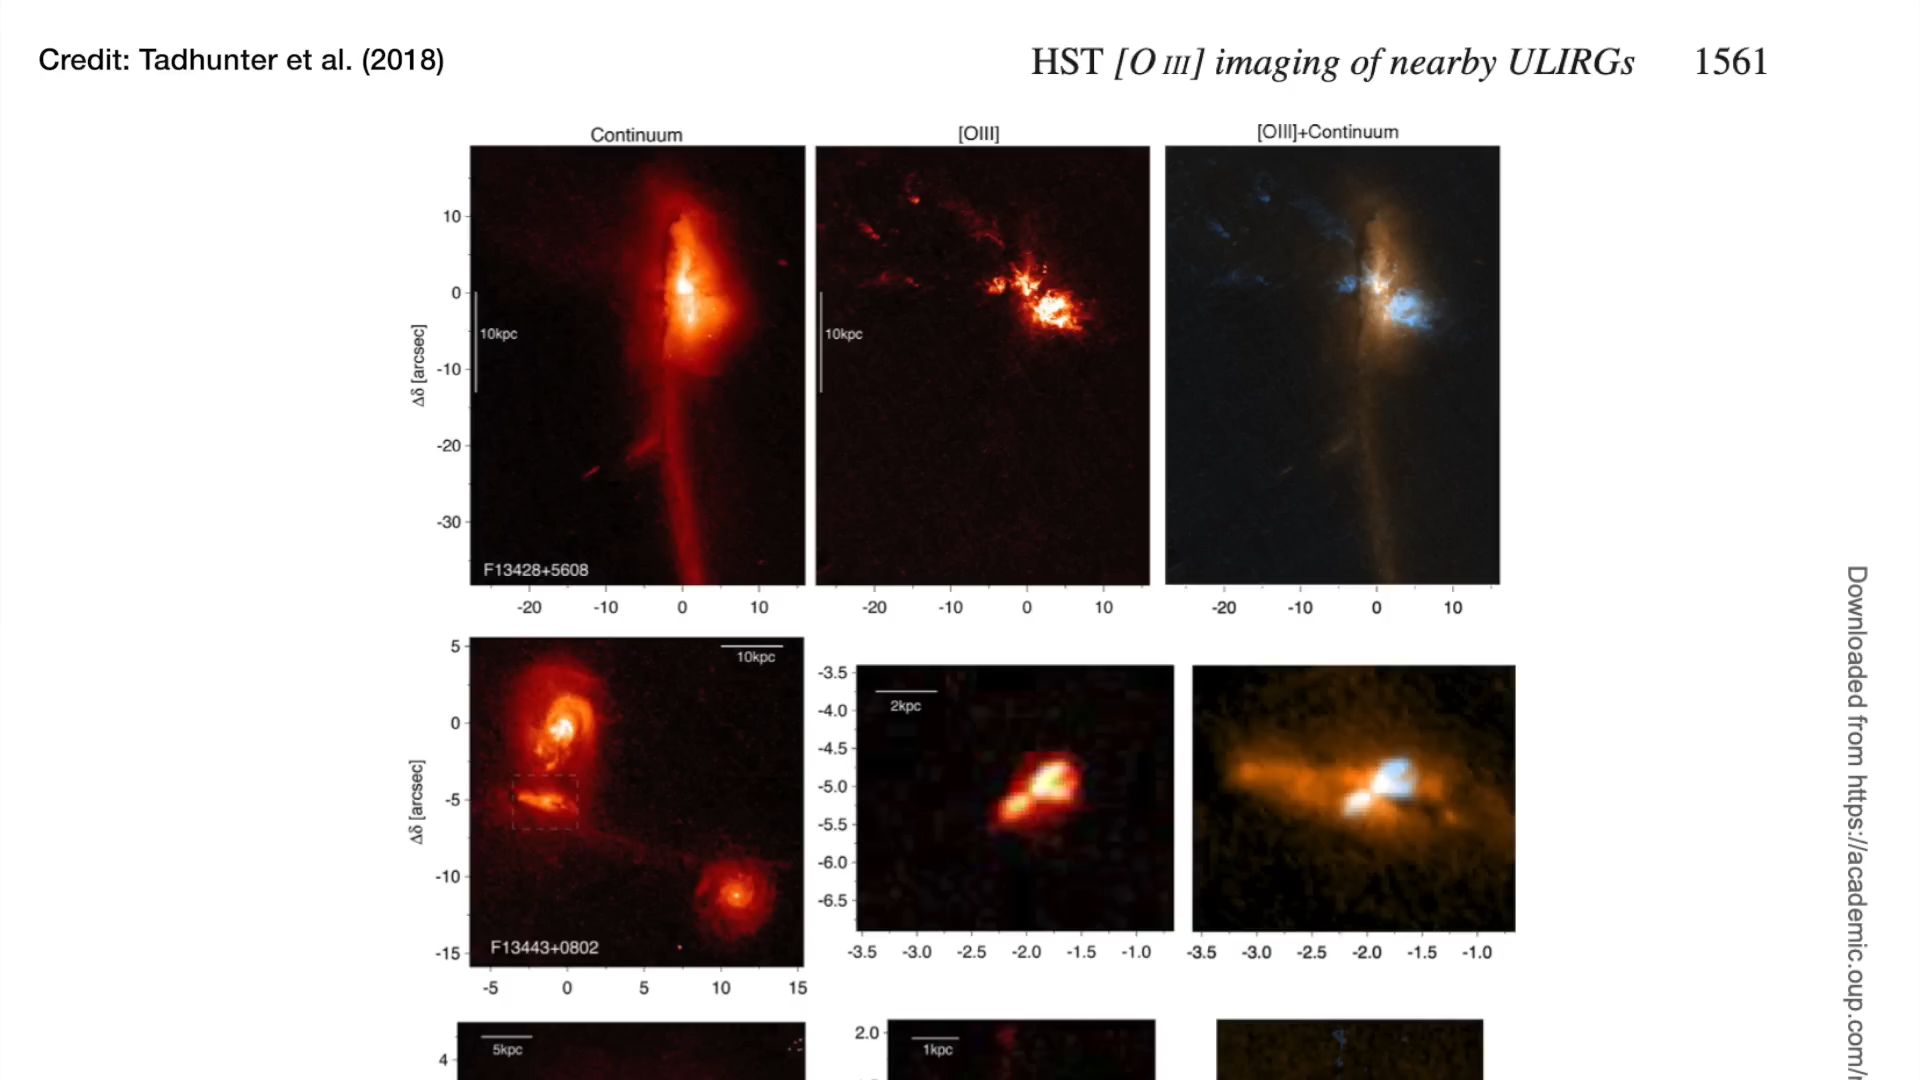 Credit: Tadhunter et al. (2018)
HST [O III] imaging of nearby ULIRGs 1561
Continuum
[OIII]
[OIII]+Continuum
10
0
-10
-20
-30
Δδ [arcsec]
10kpc
10kpc
F13428+5608
-20 -10 0 10
-20 -10 0 10
-20 -10 0 10
5
0
-5
-10
-15
Δδ [arcsec]
10kpc
F13443+0802
-5 0 5 10 15
-3.5
-4.0
-4.5
-5.0
-5.5
-6.0
-6.5
2kpc
-3.5 -3.0 -2.5 -2.0 -1.5 -1.0
-3.5 -3.0 -2.5 -2.0 -1.5 -1.0
4
5kpc
2.0
1kpc
Downloaded from https://academic.oup.com/